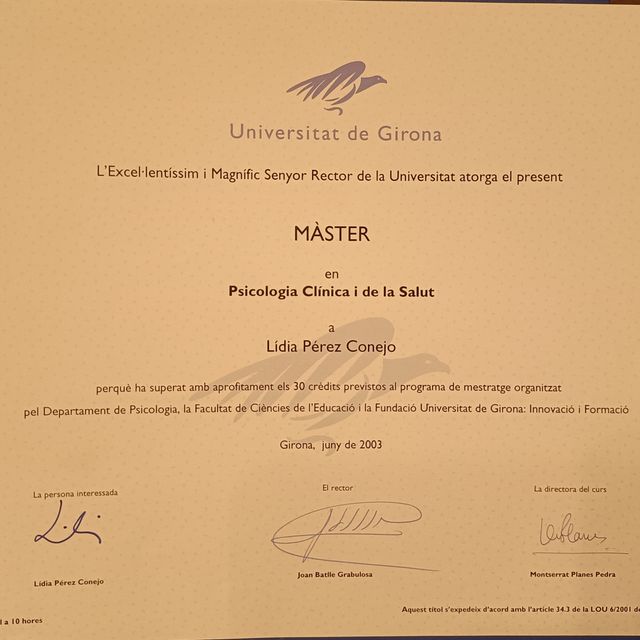 Universitat de Girona
L'Excel·lentíssim i Magnífic Senyor Rector de la Universitat atorga el present
MÀSTER
en
Psicologia Clínica i de la Salut
a
Lídia Pérez Conejo
perquè ha superat amb aprofitament els 30 crèdits previstos al programa de mestratge organitzat
pel Departament de Psicologia, la Facultat de Ciències de l'Educació i la Fundació Universitat de Girona: Innovació i Formació
Girona, juny de 2003
La persona interessada
El rector
La directora del curs
Lídia Pérez Conejo
Joan Batlle Grabulosa
Montserrat Planes Pedra
a 10 hores
Aquest títol s'expedeix d'acord amb l'article 34.3 de la LOU 6/2001 de